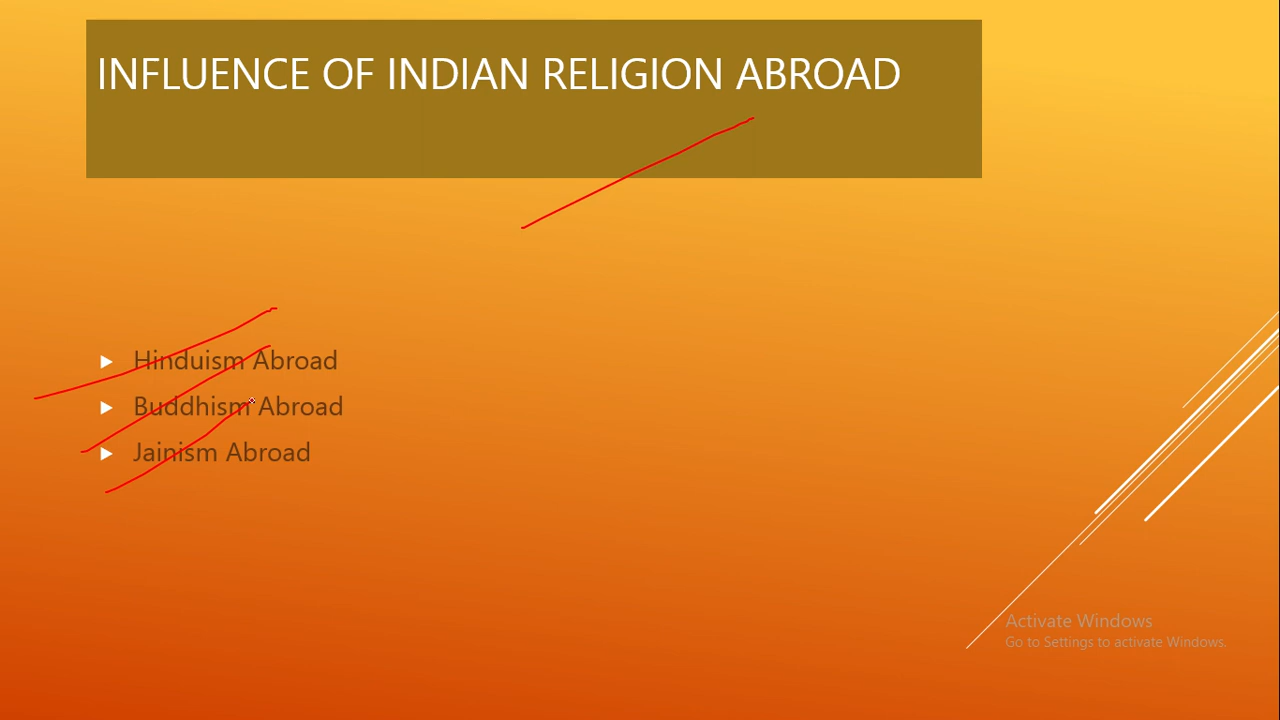 INFLUENCE OF INDIAN RELIGION ABROAD
Hinduism Abroad
Buddhism Abroad
Jainism Abroad
Activate Windows
Go to Settings to activate Windows.